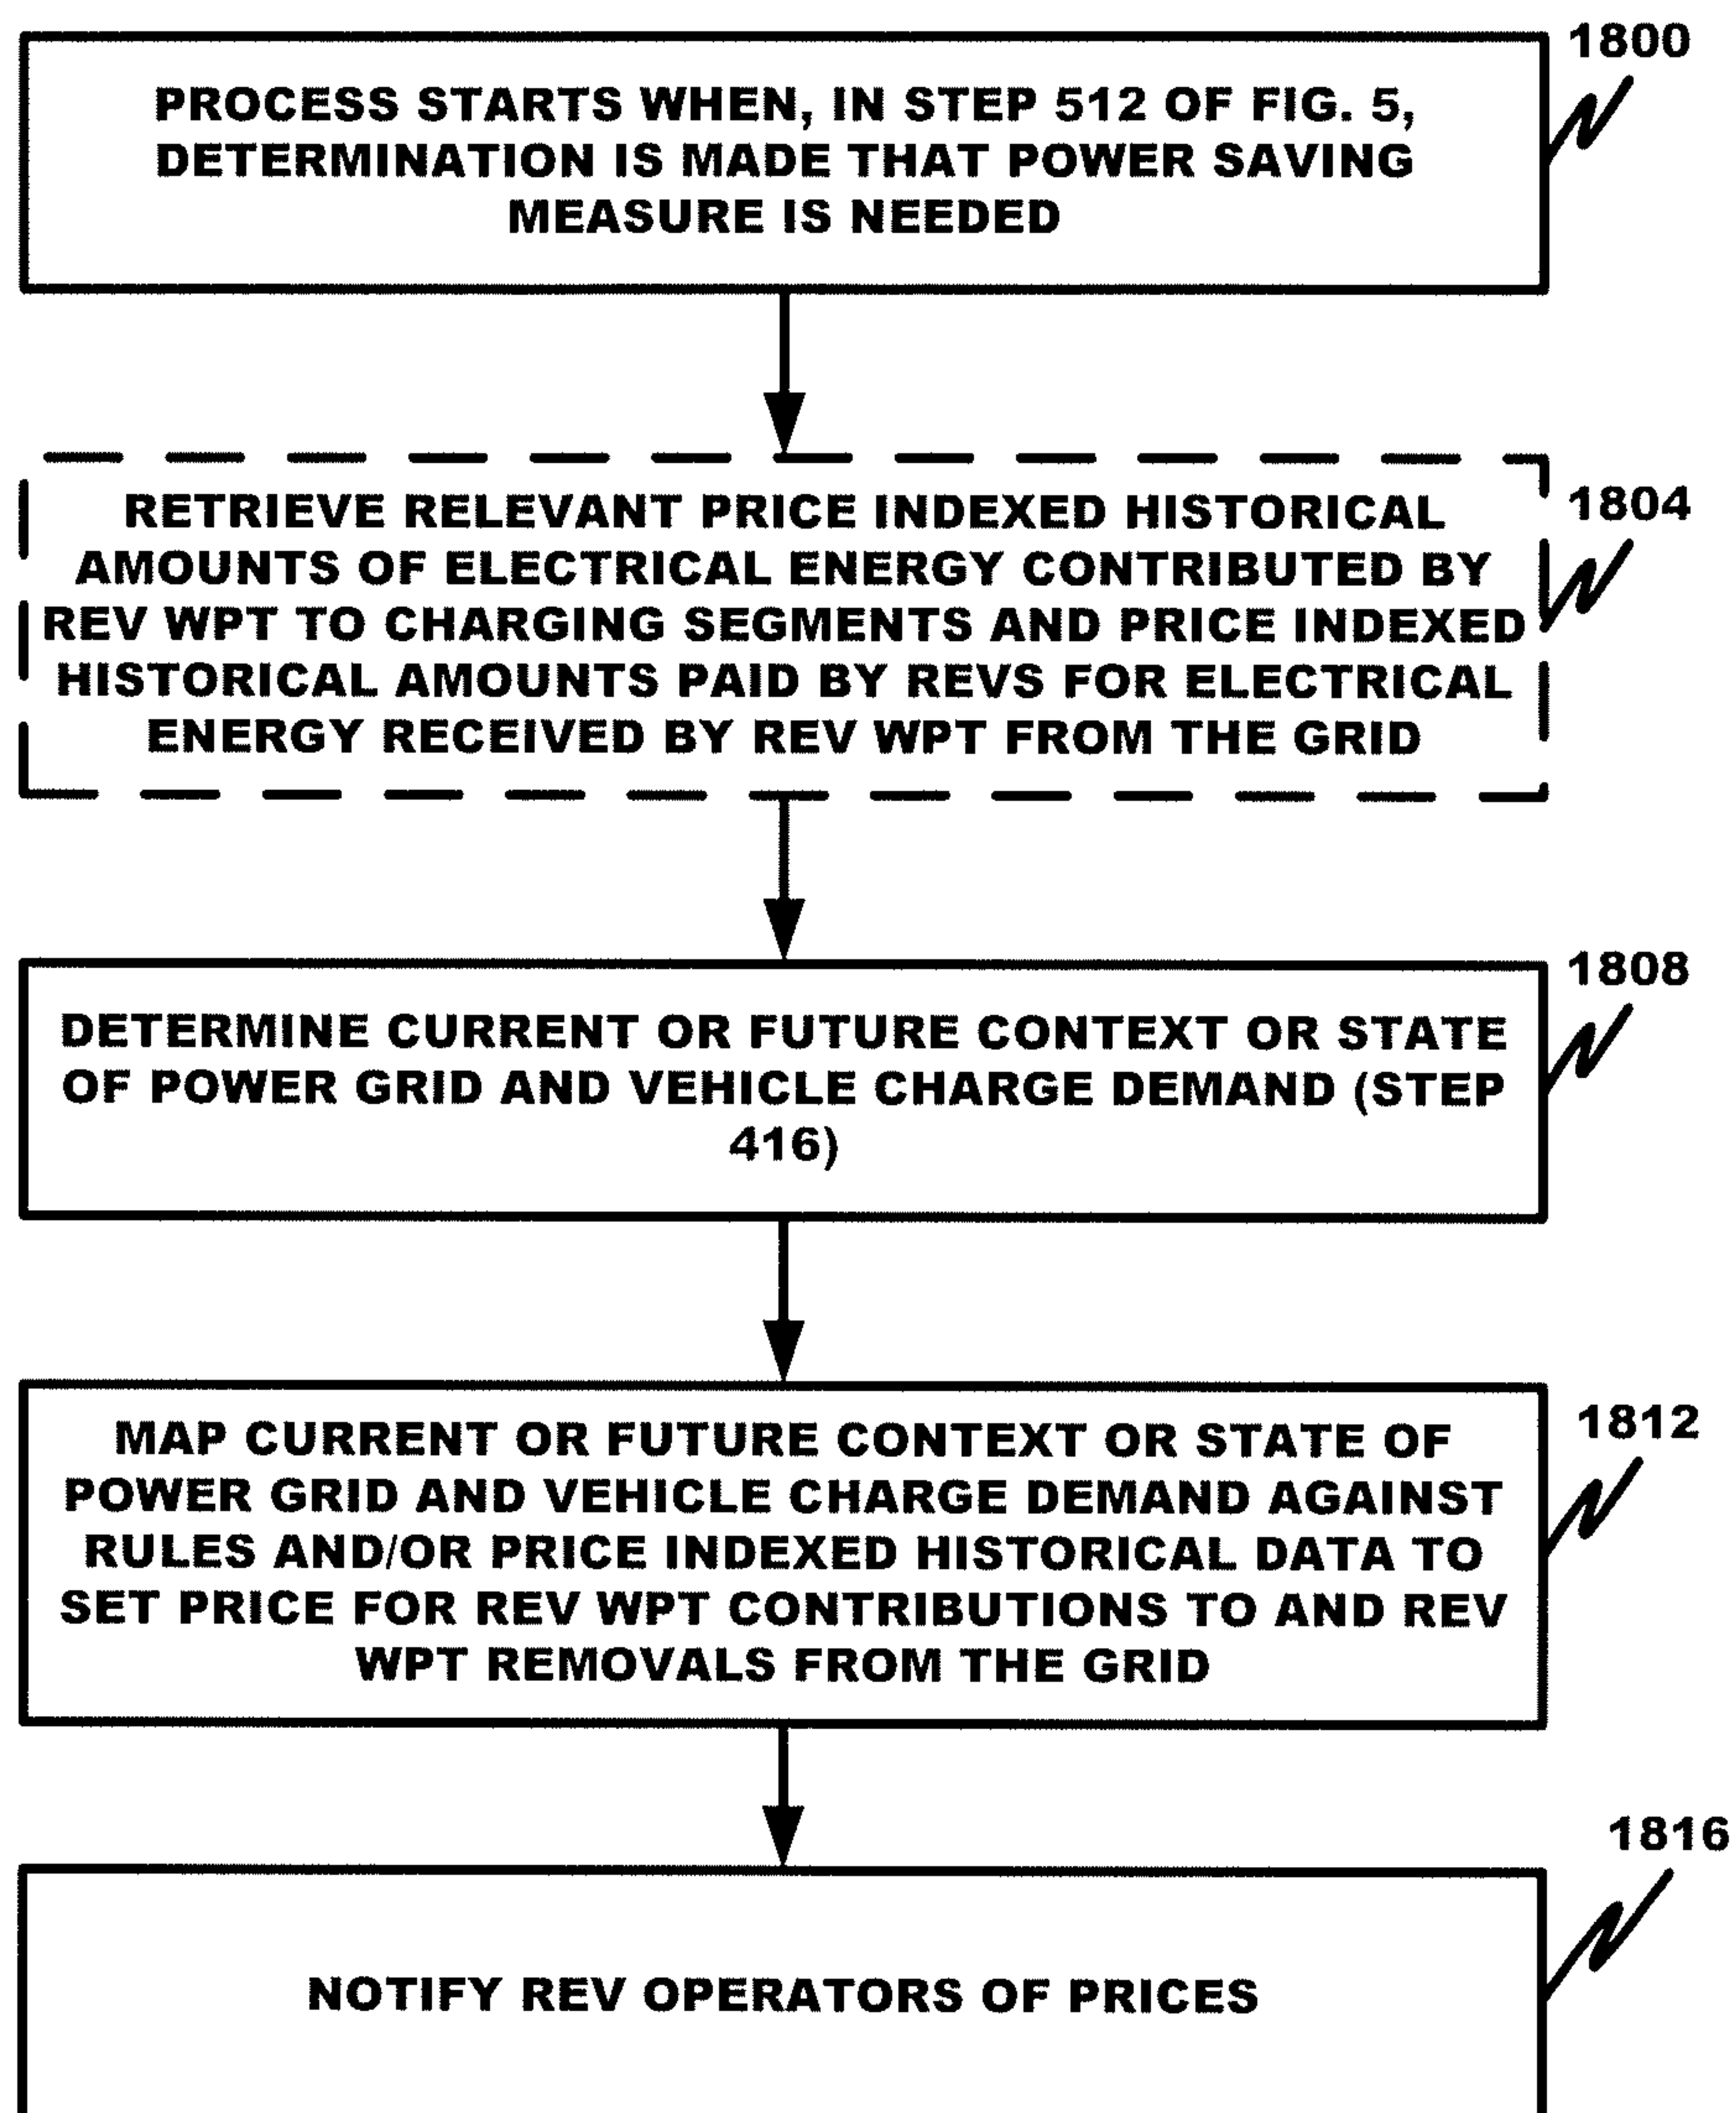 1800
PROCESS STARTS WHEN, IN STEP 512 OF FIG. 5,
DETERMINATION IS MADE THAT POWER SAVING
MEASURE IS NEEDED
1804
RETRIEVE RELEVANT PRICE INDEXED HISTORICAL
AMOUNTS OF ELECTRICAL ENERGY CONTRIBUTED BY
REV WPT TO CHARGING SEGMENTS AND PRICE INDEXED
HISTORICAL AMOUNTS PAID BY REVS FOR ELECTRICAL
ENERGY RECEIVED BY REV WPT FROM THE GRID
1808
DETERMINE CURRENT OR FUTURE CONTEXT OR STATE
OF POWER GRID AND VEHICLE CHARGE DEMAND (STEP
416)
1812
MAP CURRENT OR FUTURE CONTEXT OR STATE OF
POWER GRID AND VEHICLE CHARGE DEMAND AGAINST
RULES AND/OR PRICE INDEXED HISTORICAL DATA TO
SET PRICE FOR REV WPT CONTRIBUTIONS TO AND REV
WPT REMOVALS FROM THE GRID
1816
NOTIFY REV OPERATORS OF PRICES